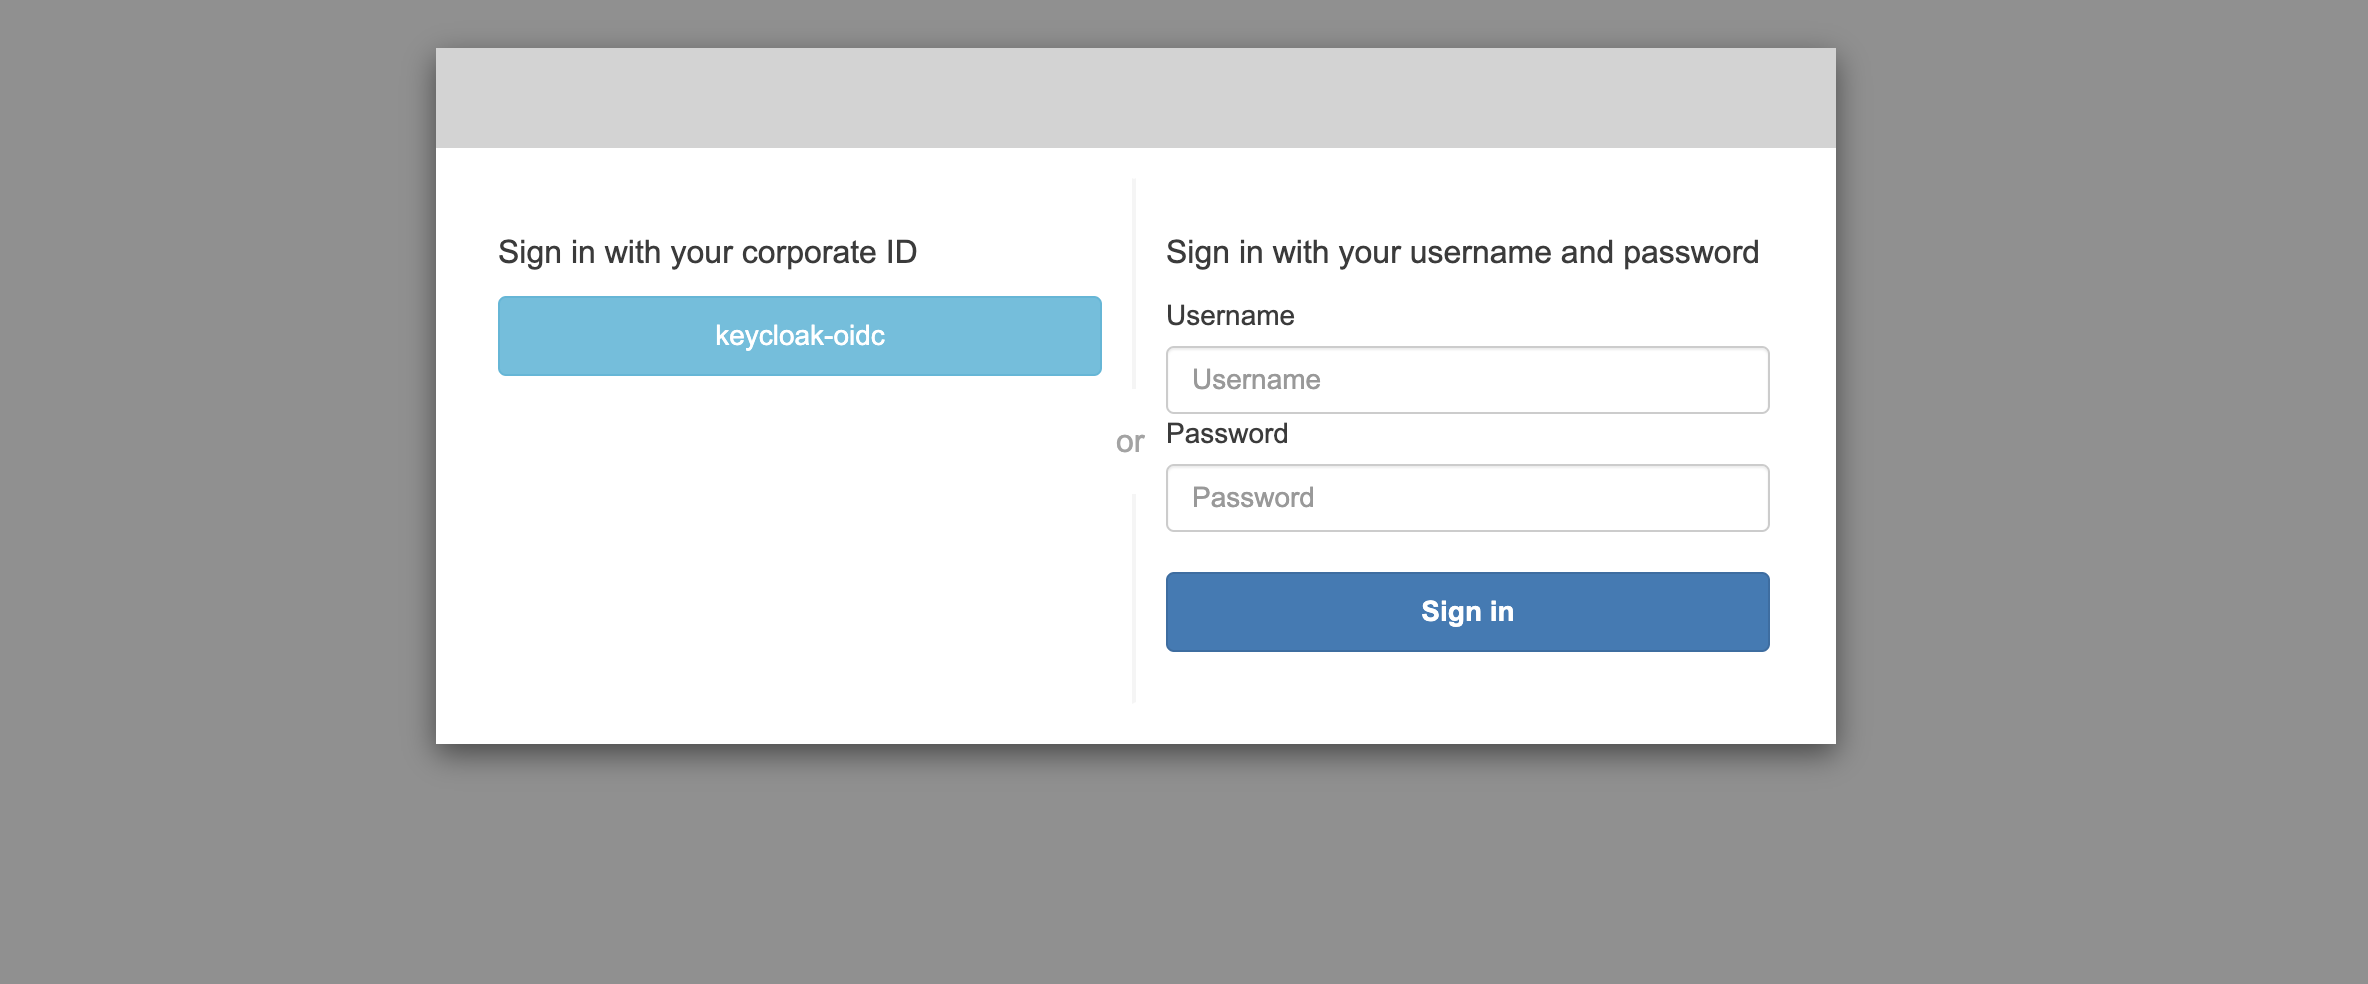 Sign in with your corporate ID
keycloak-oidc
or
Sign in with your username and password
Username
Username
Password
Password
Sign in